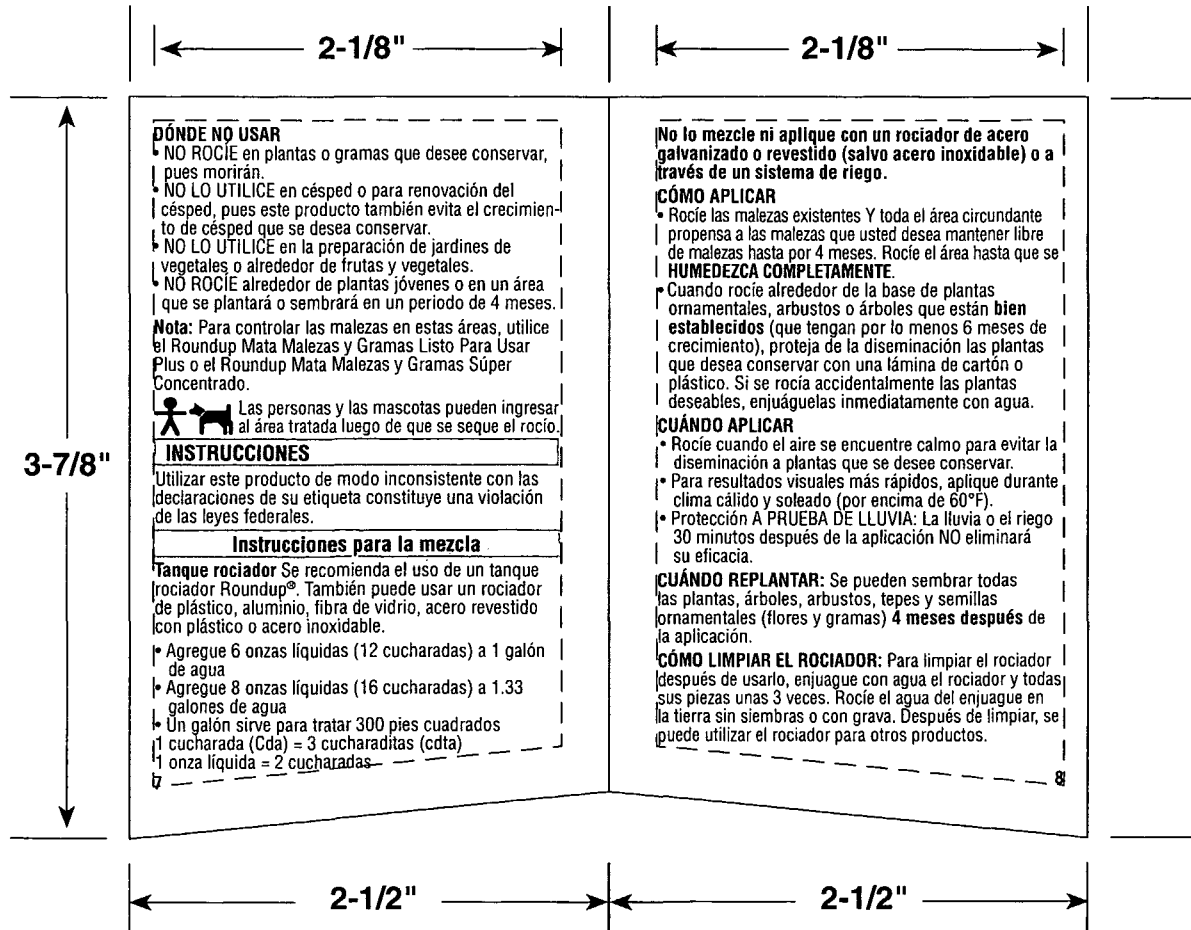 2-1/8"
2-1/8"
3-7/8"
DÓNDE NO USAR
• NO ROCÍE en plantas o gramas que desee conservar,
pues morirán.
• NO LO UTILICE en césped o para renovación del
césped, pues este producto también evita el crecimien-
to de césped que se desea conservar.
• NO LO UTILICE en la preparación de jardines de
vegetales o alrededor de frutas y vegetales.
• NO ROCÍE alrededor de plantas jóvenes o en un área
que se plantará o sembrará en un periodo de 4 meses.
Nota: Para controlar las malezas en estas áreas, utilice
el Roundup Mata Malezas y Gramas Listo Para Usar
Plus o el Roundup Mata Malezas y Gramas Súper
Concentrado.
Las personas y las mascotas pueden ingresar
al área tratada luego de que se seque el rocío.
INSTRUCCIONES
Utilizar este producto de modo inconsistente con las
declaraciones de su etiqueta constituye una violación
de las leyes federales.
Instrucciones para la mezcla
Tanque rociador Se recomienda el uso de un tanque
rociador Roundup®. También puede usar un rociador
de plástico, aluminio, fibra de vidrio, acero revestido
con plástico o acero inoxidable.
• Agregue 6 onzas líquidas (12 cucharadas) a 1 galón
de agua
• Agregue 8 onzas líquidas (16 cucharadas) a 1.33
galones de agua
• Un galón sirve para tratar 300 pies cuadrados
1 cucharada (Cda) = 3 cucharaditas (cdta)
1 onza líquida = 2 cucharadas
7
No lo mezcle ni aplique con un rociador de acero
galvanizado o revestido (salvo acero inoxidable) o a
través de un sistema de riego.
CÓMO APLICAR
• Rocíe las malezas existentes Y toda el área circundante
propensa a las malezas que usted desea mantener libre
de malezas hasta por 4 meses. Rocíe el área hasta que se
HUMEDEZCA COMPLETAMENTE.
• Cuando rocíe alrededor de la base de plantas
ornamentales, arbustos o árboles que están bien
establecidos (que tengan por lo menos 6 meses de
crecimiento), proteja de la diseminación las plantas
que desea conservar con una lámina de cartón o
plástico. Si se rocía accidentalmente las plantas
deseables, enjuáguelas inmediatamente con agua.
CUÁNDO APLICAR
• Rocíe cuando el aire se encuentre calmo para evitar la
diseminación a plantas que se desee conservar.
• Para resultados visuales más rápidos, aplique durante
clima cálido y soleado (por encima de 60°F).
• Protección A PRUEBA DE LLUVIA: La lluvia o el riego
30 minutos después de la aplicación NO eliminará
su eficacia.
CUÁNDO REPLANTAR: Se pueden sembrar todas
las plantas, árboles, arbustos, tepes y semillas
ornamentales (flores y gramas) 4 meses después de
la aplicación.
CÓMO LIMPIAR EL ROCIADOR: Para limpiar el rociador
después de usarlo, enjuague con agua el rociador y todas
sus piezas unas 3 veces. Rocíe el agua del enjuague en
la tierra sin siembras o con grava. Después de limpiar, se
puede utilizar el rociador para otros productos.
8
2-1/2"
2-1/2"